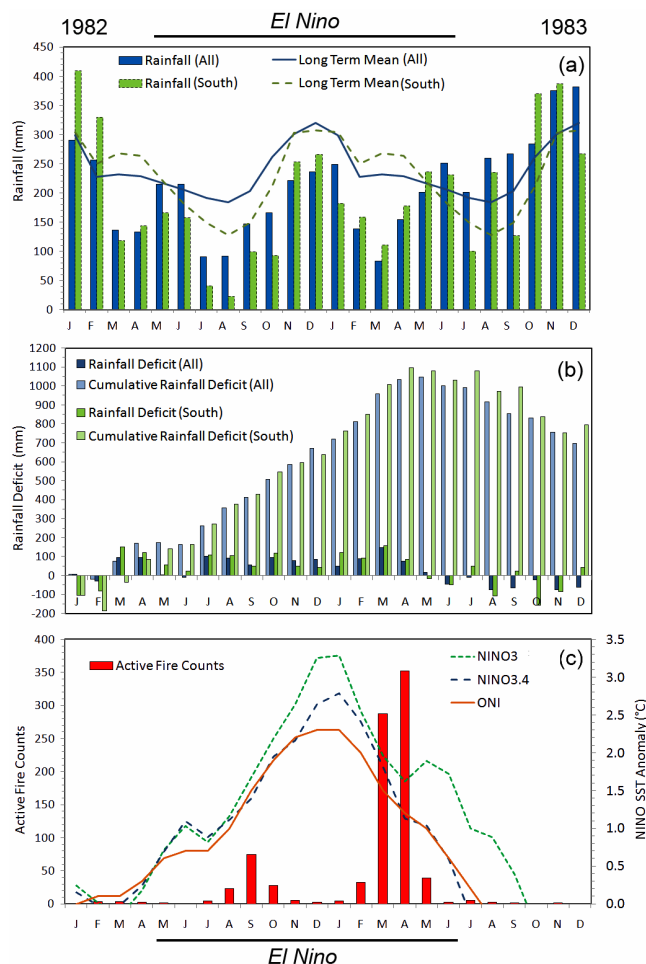 1982 El Nino 1983
Rainfall (All) Long Term Mean (All) (a)
Rainfall (South) Long Term Mean (South)
Rainfall (mm)
450
400
350
300
250
200
150
100
50
0
J F M A M J J A S O N D J F M A M J J A S O N D
Rainfall Deficit (All) (b)
Cumulative Rainfall Deficit (All)
Rainfall Deficit (South)
Cumulative Rainfall Deficit (South)
Rainfall Deficit (mm)
1200
1100
1000
900
800
700
600
500
400
300
200
100
0
-100
-200
J F M A M J J A S O N D J F M A M J J A S O N D
Active Fire Counts (c)
NINO3
NINO3.4
ONI
Active Fire Counts
400
350
300
250
200
150
100
50
0
NINO SST Anomaly (°C)
3.5
3.0
2.5
2.0
1.5
1.0
0.5
0.0
J F M A M J J A S O N D J F M A M J J A S O N D
El Nino